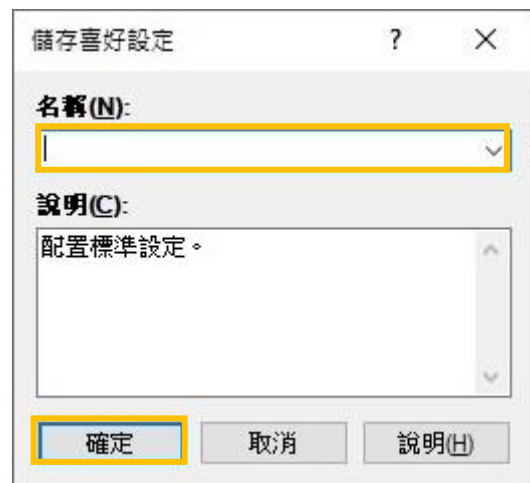 儲存喜好設定 ? ×
名稱(N):
說明(C):
配置標準設定。
確定 取消 說明(H)